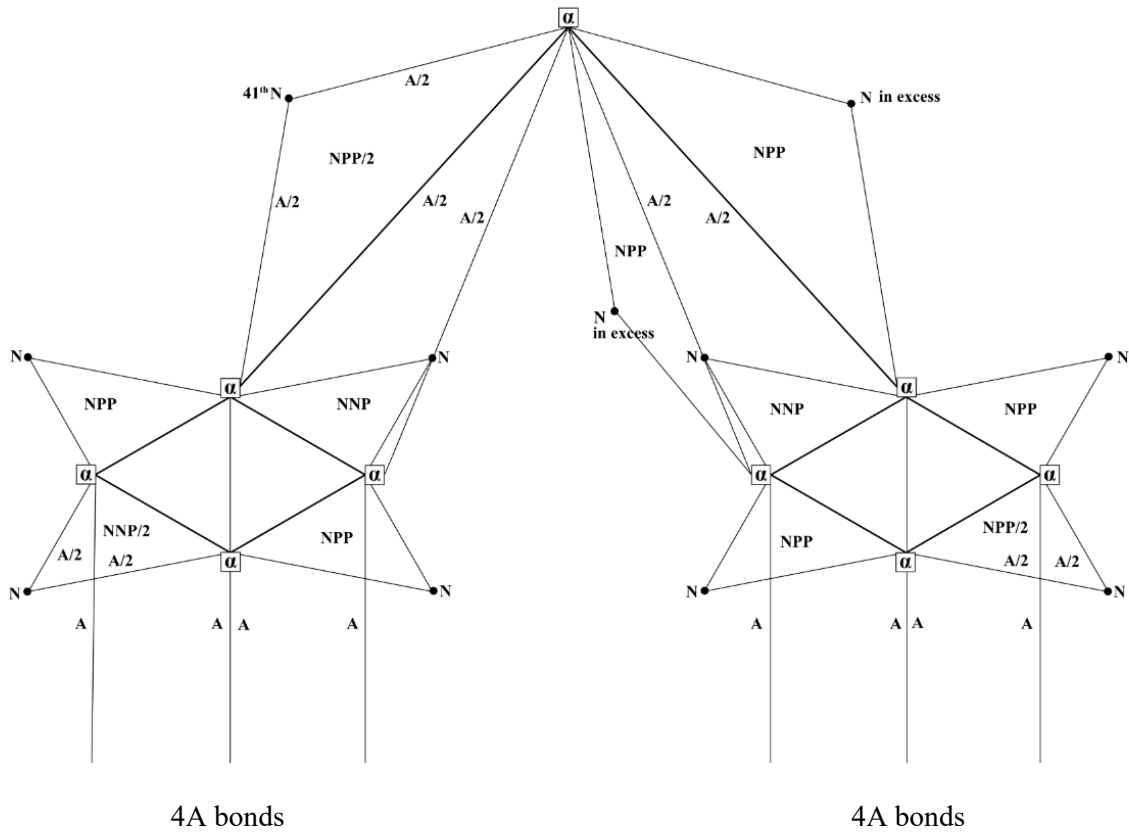 α
41th N
A/2
N in excess
NPP/2
NPP
A/2
A/2
A/2
A/2
A/2
NPP
N
in excess
N
α
N
N
α
N
NPP
NNP
NNP
NPP
α
α
α
α
NNP/2
NPP
NPP
NPP/2
A/2
A/2
A/2
A/2
α
α
N
N
N
N
A
A
A
A
A
A
A
A
4A bonds
4A bonds